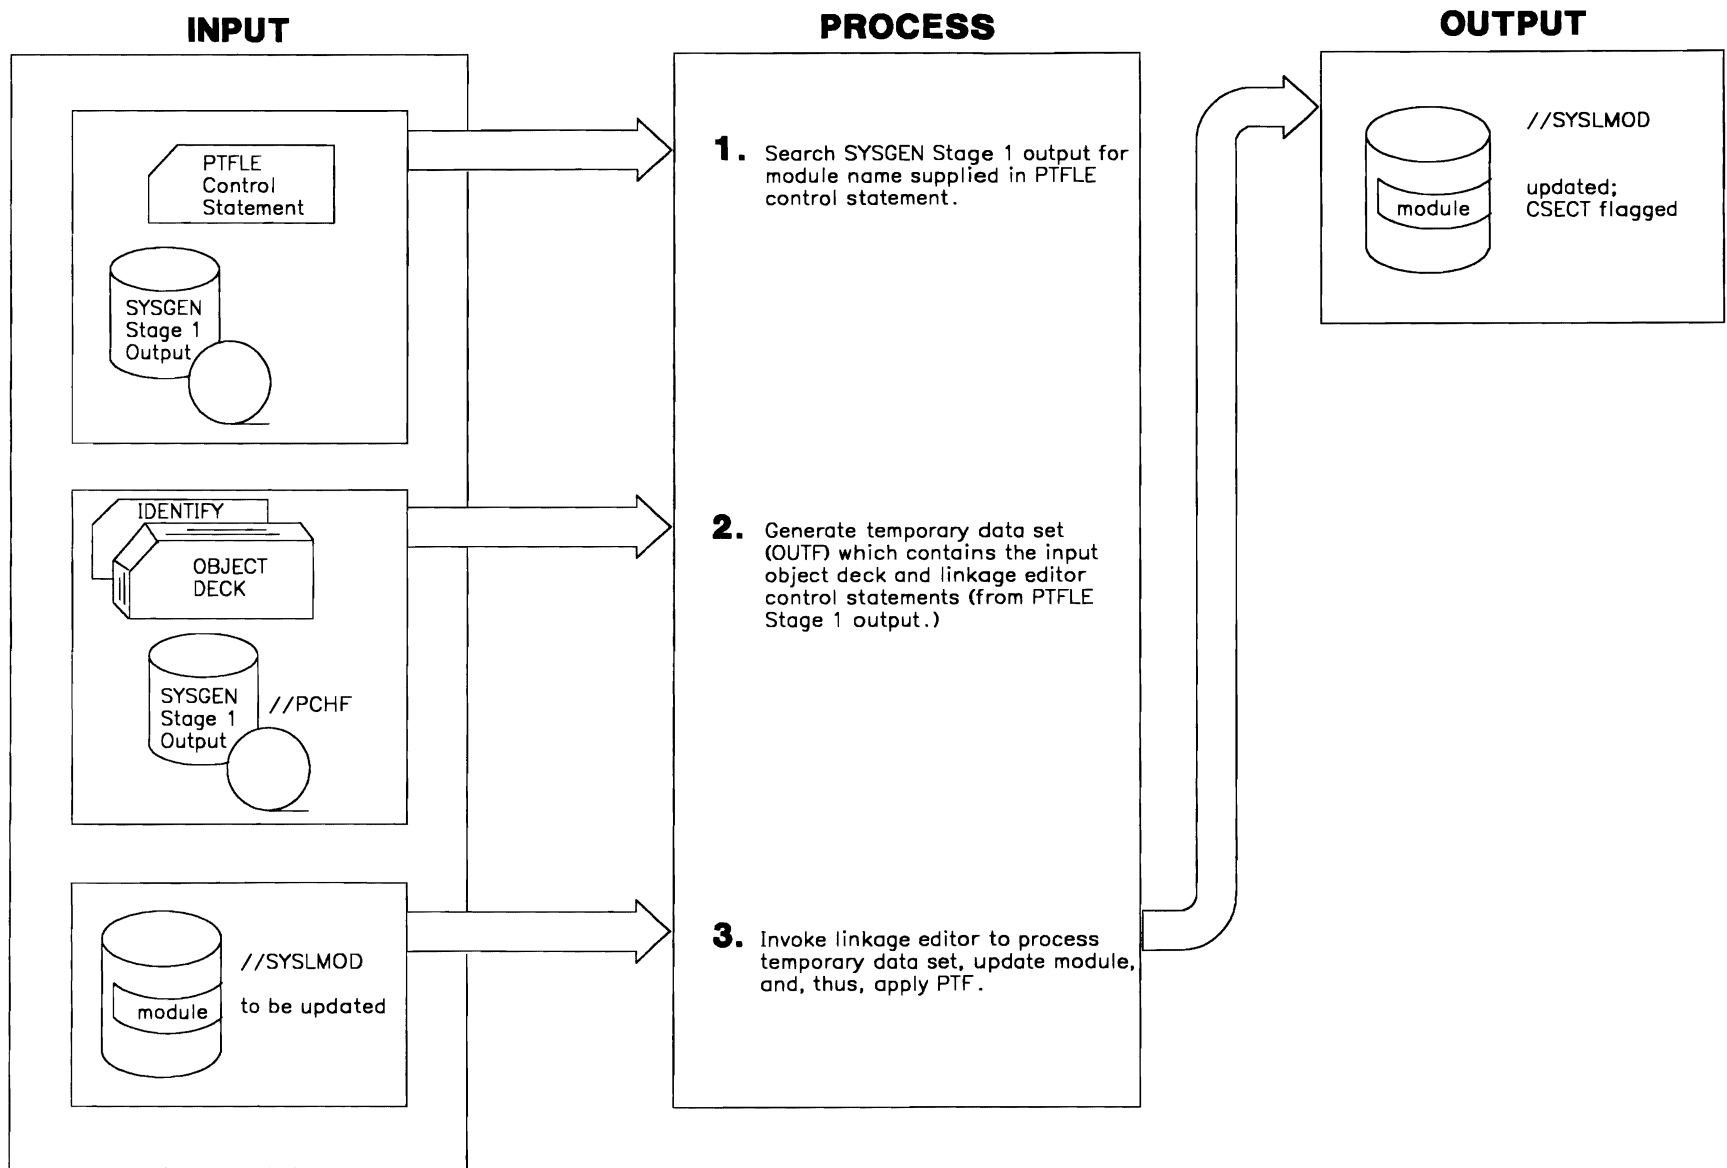 INPUT
PROCESS
OUTPUT
PTFLE
Control
Statement
SYSGEN
Stage 1
Output
1. Search SYSGEN Stage 1 output for
module name supplied in PTFLE
control statement.
//SYSLMOD
module
updated;
CSECT flagged
IDENTIFY
OBJECT
DECK
SYSGEN
Stage 1
Output
//PCHF
2. Generate temporary data set
(OUTF) which contains the input
object deck and linkage editor
control statements (from PTFLE
Stage 1 output.)
//SYSLMOD
module
to be updated
3. Invoke linkage editor to process
temporary data set, update module,
and, thus, apply PTF.